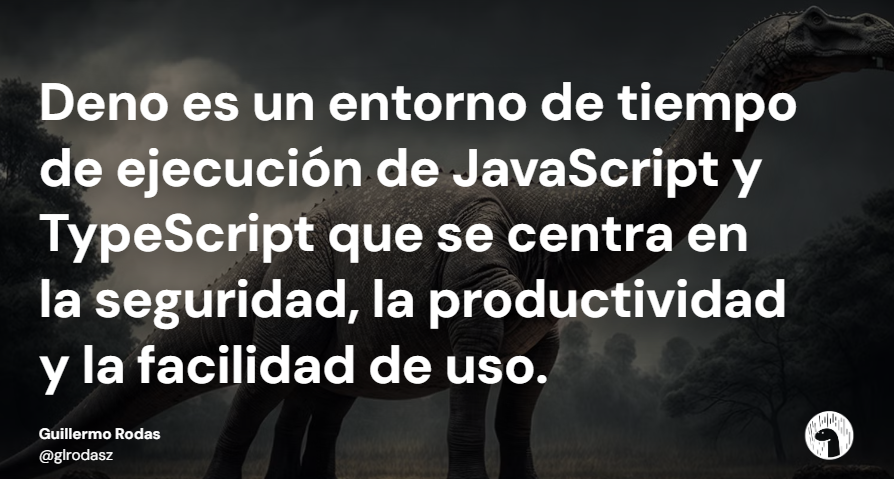 Deno es un entorno de tiempo
de ejecución de JavaScript y
TypeScript que se centra en
la seguridad, la productividad
y la facilidad de uso.
Guillermo Rodas
@glrodasz